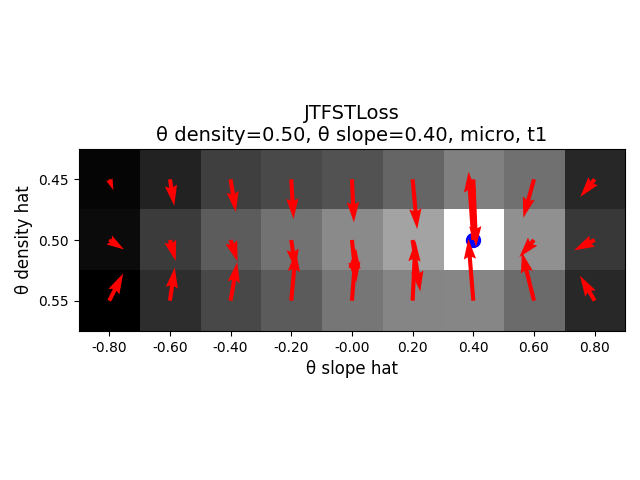 JTFSTLoss
θ density=0.50, θ slope=0.40, micro, t1
θ density hat
0.45
0.50
0.55
-0.80 -0.60 -0.40 -0.20 -0.00 0.20 0.40 0.60 0.80
θ slope hat